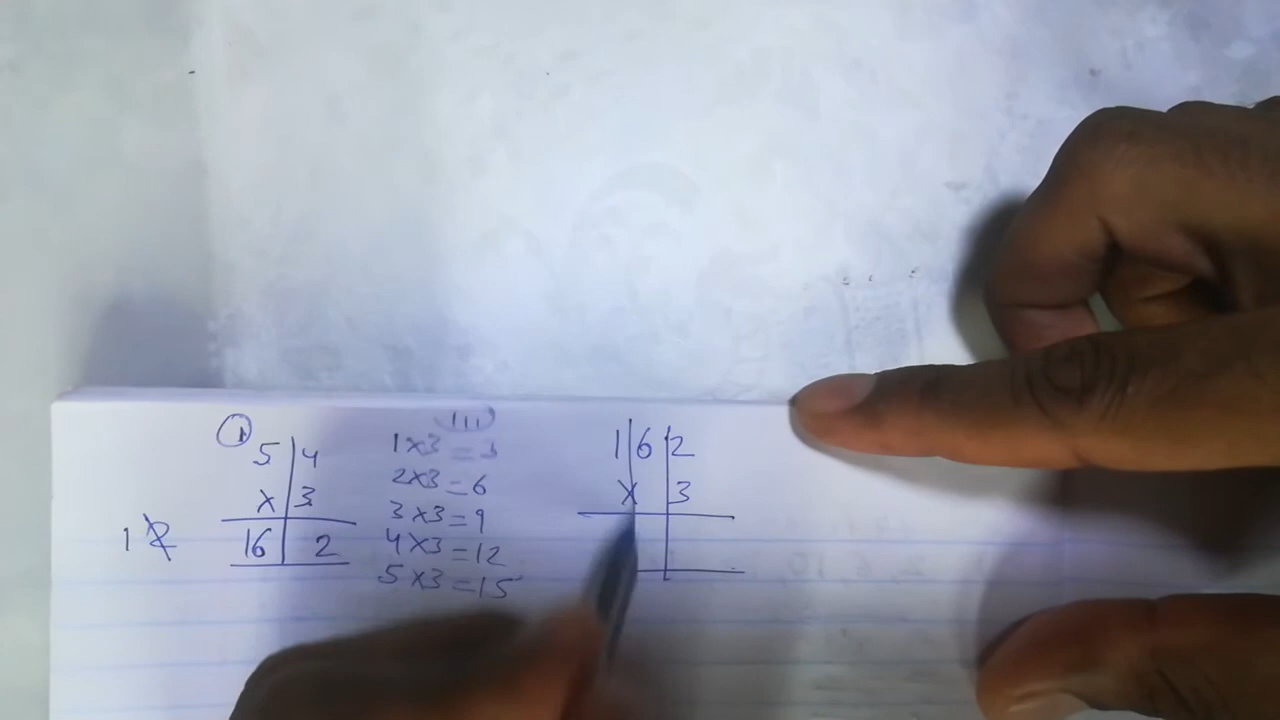 1
5 4
x 3
1 2
16 2
111
1x3=3
2x3=6
3x3=9
4x3=12
5x3=15
1 6 2
x 3